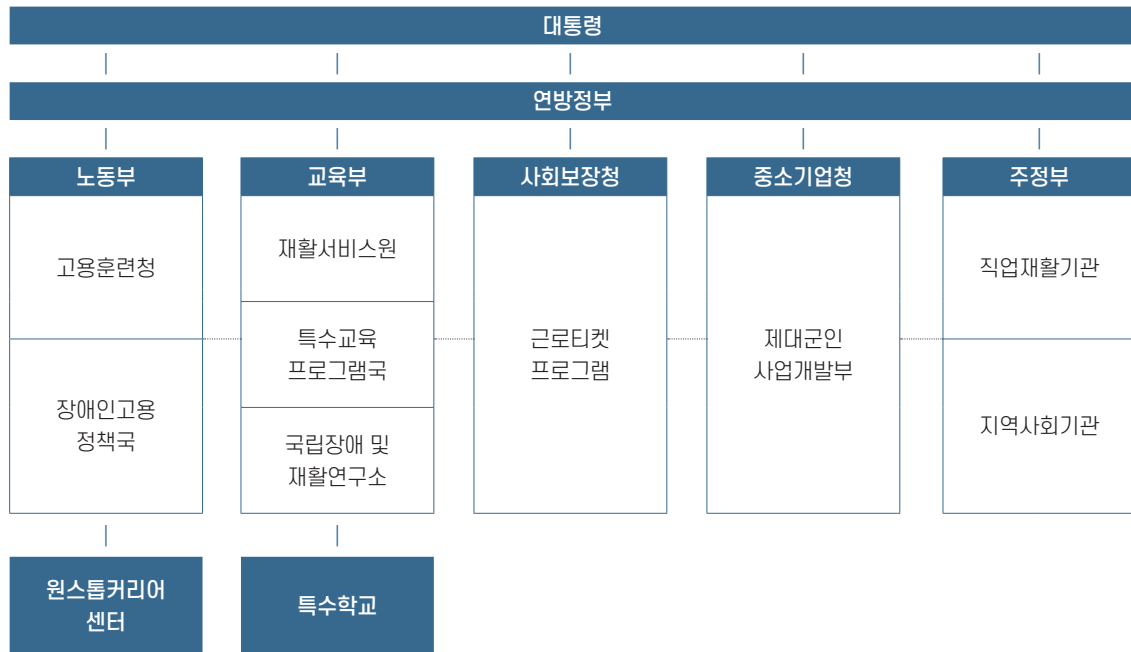 대통령
연방정부
노동부
고용훈련청
장애인고용
정책국
원스톱커리어
센터
교육부
재활서비스원
특수교육
프로그램국
국립장애 및
재활연구소
특수학교
사회보장청
근로티켓
프로그램
중소기업청
제대군인
사업개발부
주정부
직업재활기관
지역사회기관